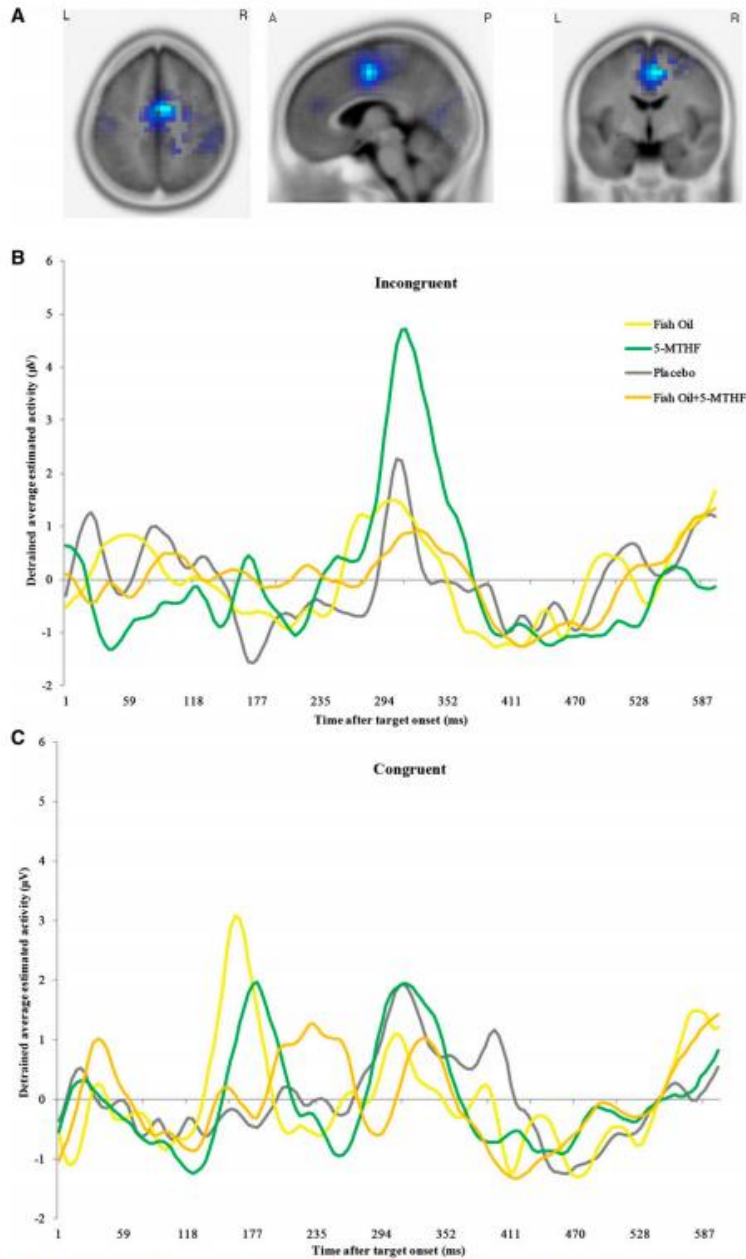 A
L R
A P
L R
B
Incongruent
6
5
4
3
2
1
0
-1
-2
Detrained average estimated activity (µV)
Fish Oil
5-MTHF
Placebo
Fish Oil+5-MTHF
1 59 118 177 235 294 352 411 470 528 587
Time after target onset (ms)
C
Congruent
6
5
4
3
2
1
0
-1
-2
Detrained average estimated activity (µV)
1 59 118 177 235 294 352 411 470 528 587
Time after target onset (ms)